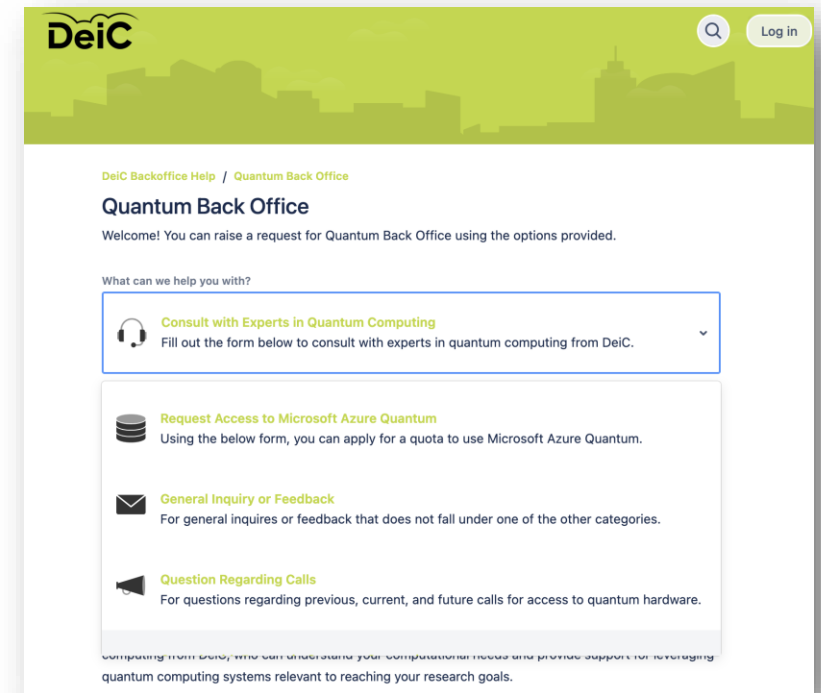 DeiC
Log in
DeiC Backoffice Help / Quantum Back Office
Quantum Back Office
Welcome! You can raise a request for Quantum Back Office using the options provided.
What can we help you with?
Consult with Experts in Quantum Computing
Fill out the form below to consult with experts in quantum computing from DeiC.
Request Access to Microsoft Azure Quantum
Using the below form, you can apply for a quota to use Microsoft Azure Quantum.
General Inquiry or Feedback
For general inquires or feedback that does not fall under one of the other categories.
Question Regarding Calls
For questions regarding previous, current, and future calls for access to quantum hardware.
computing from DeiC, who can understand your computational needs and provide support for leveraging
quantum computing systems relevant to reaching your research goals.